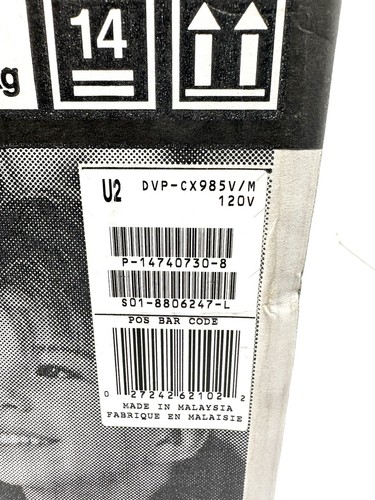 14
kg
U2 DVP-CX985V/M
120V
P-14740730-8
S01-8806247-L
POS BAR CODE
0 27242 62102 2
MADE IN MALAYSIA
FABRIQUE EN MALAISIE